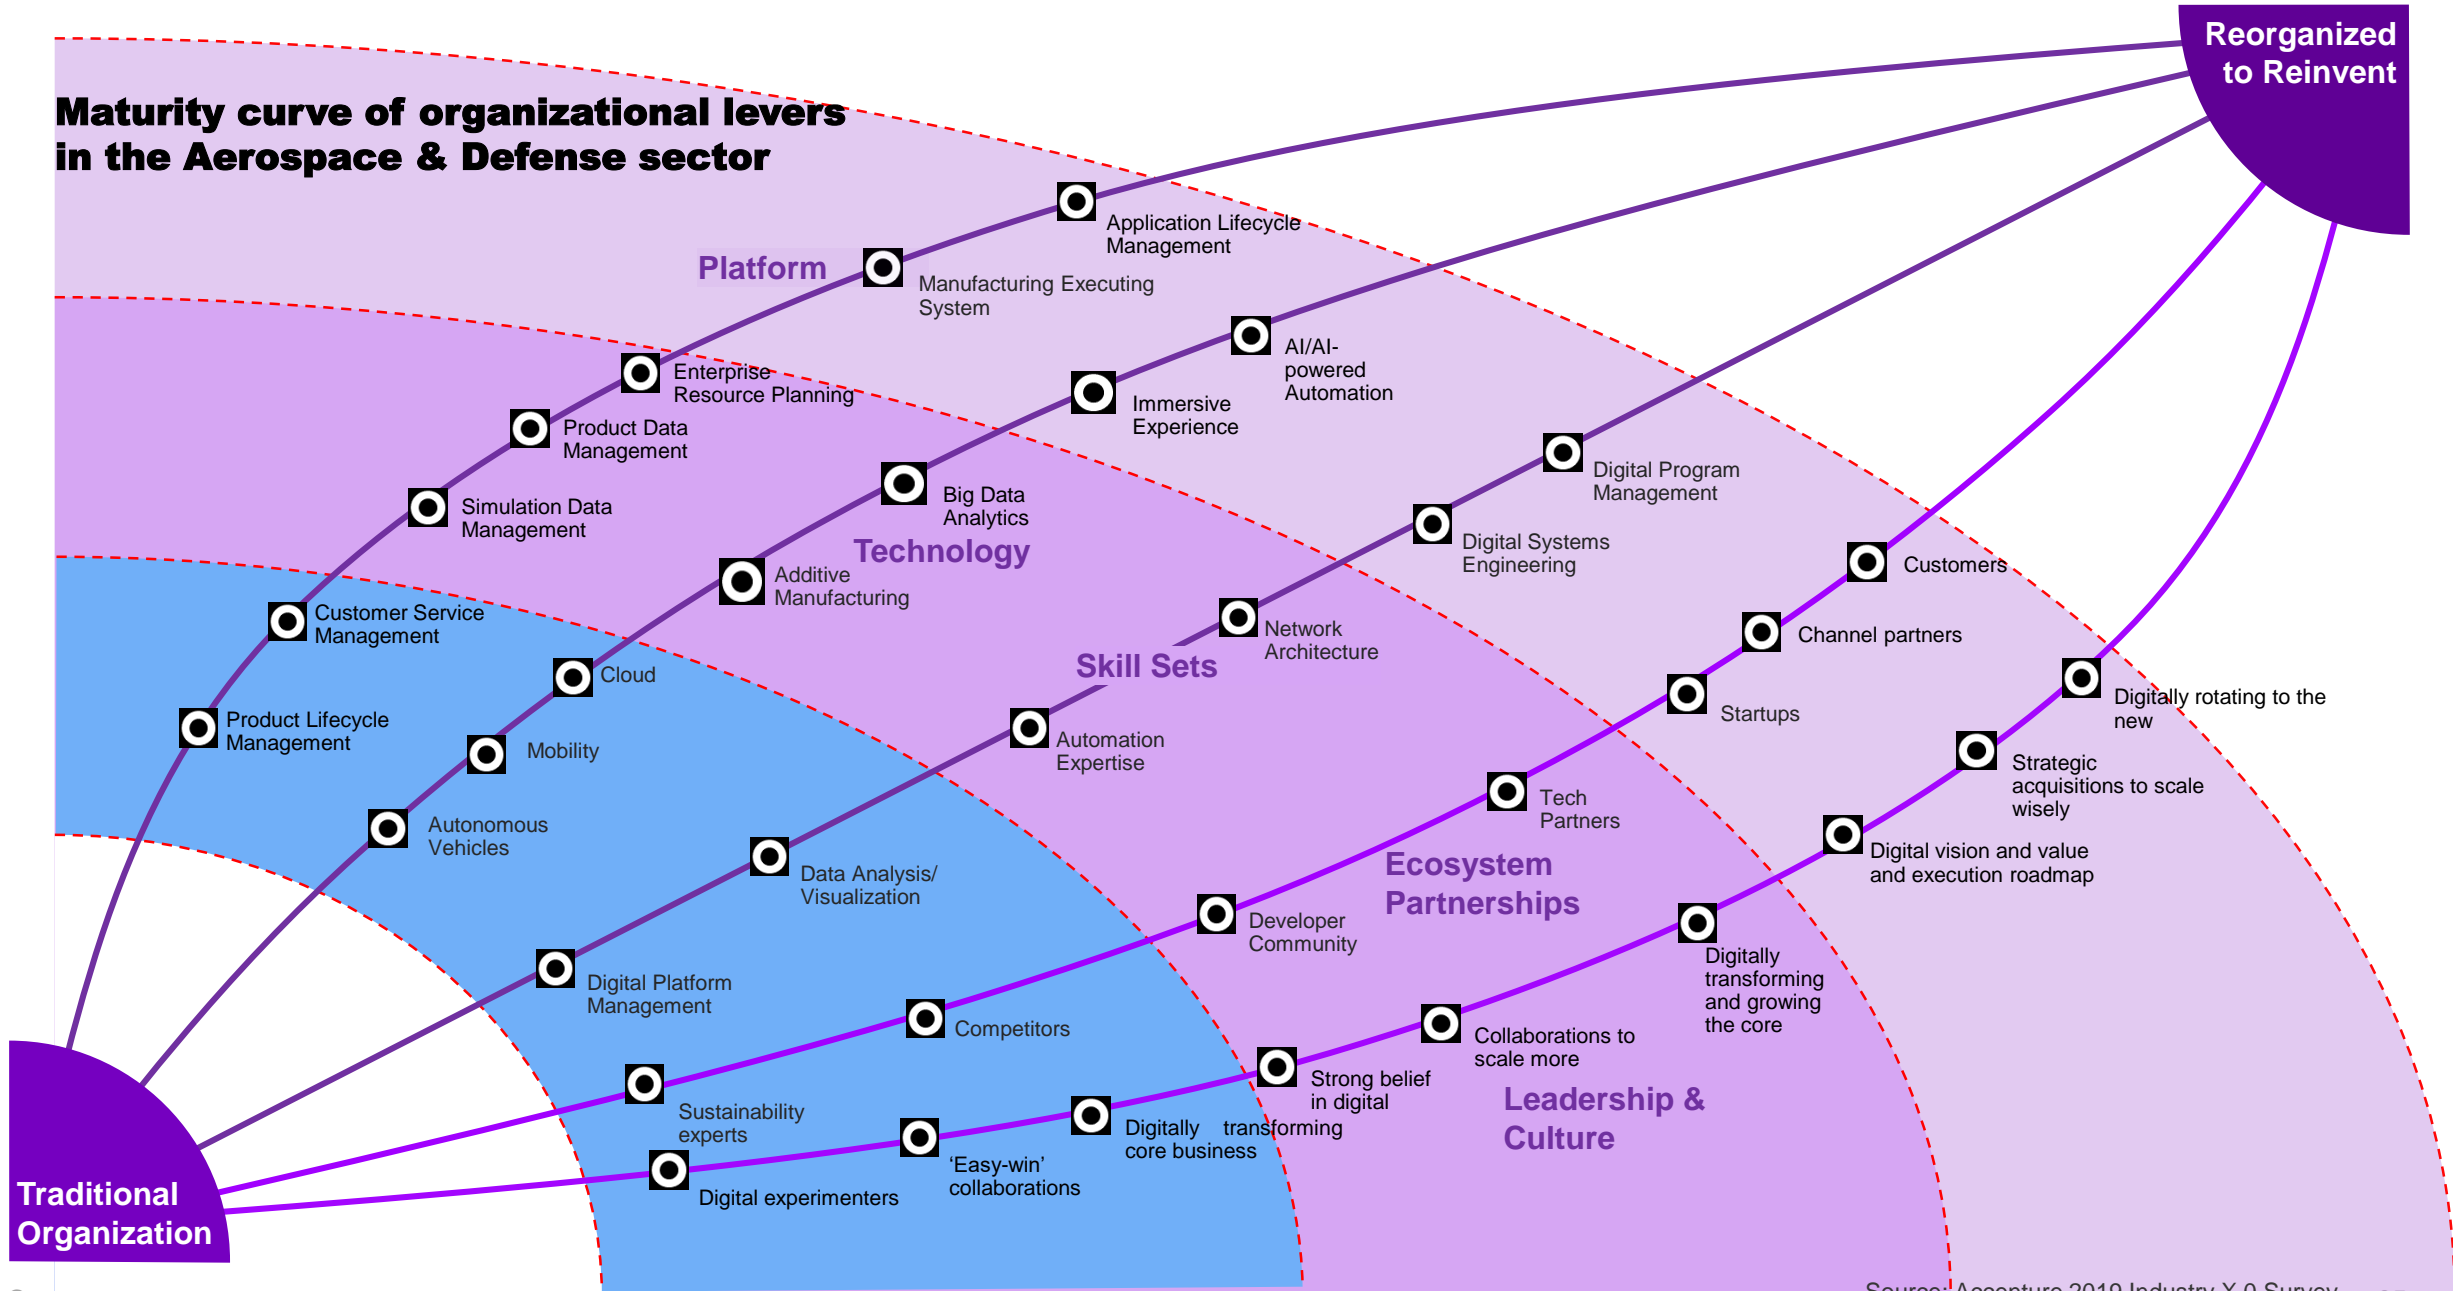 Reorganized
to Reinvent
Maturity curve of organizational levers
in the Aerospace & Defense sector
Application Lifecycle
Management
Platform
Manufacturing Executing
System
Enterprise
Resource Planning
Product Data
Management
Simulation Data
Management
Customer Service
Management
Product Lifecycle
Management
AI/AI-
powered
Automation
Immersive
Experience
Big Data
Analytics
Technology
Additive
Manufacturing
Cloud
Mobility
Autonomous
Vehicles
Digital Program
Management
Digital Systems
Engineering
Network
Architecture
Skill Sets
Automation
Expertise
Data Analysis/
Visualization
Digital Platform
Management
Customers
Channel partners
Startups
Tech
Partners
Ecosystem
Partnerships
Developer
Community
Competitors
Sustainability
experts
Digitally rotating to the
new
Strategic
acquisitions to scale
wisely
Digital vision and value
and execution roadmap
Digitally
transforming
and growing
the core
Collaborations to
scale more
Leadership &
Culture
Strong belief
in digital
Digitally transforming
core business
‘Easy-win’
collaborations
Digital experimenters
Traditional
Organization
Source: Accenture 2019 Industry X.0 Survey